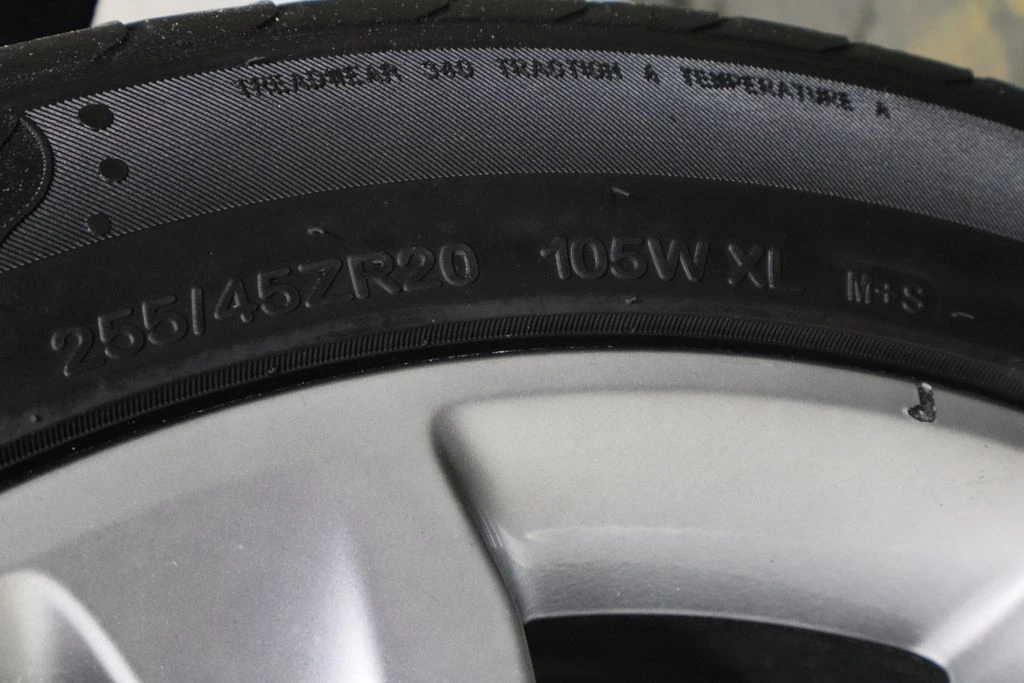 TREADWEAR 340 TRACTION A TEMPERATURE A
255/45ZR20 105W XL M+S